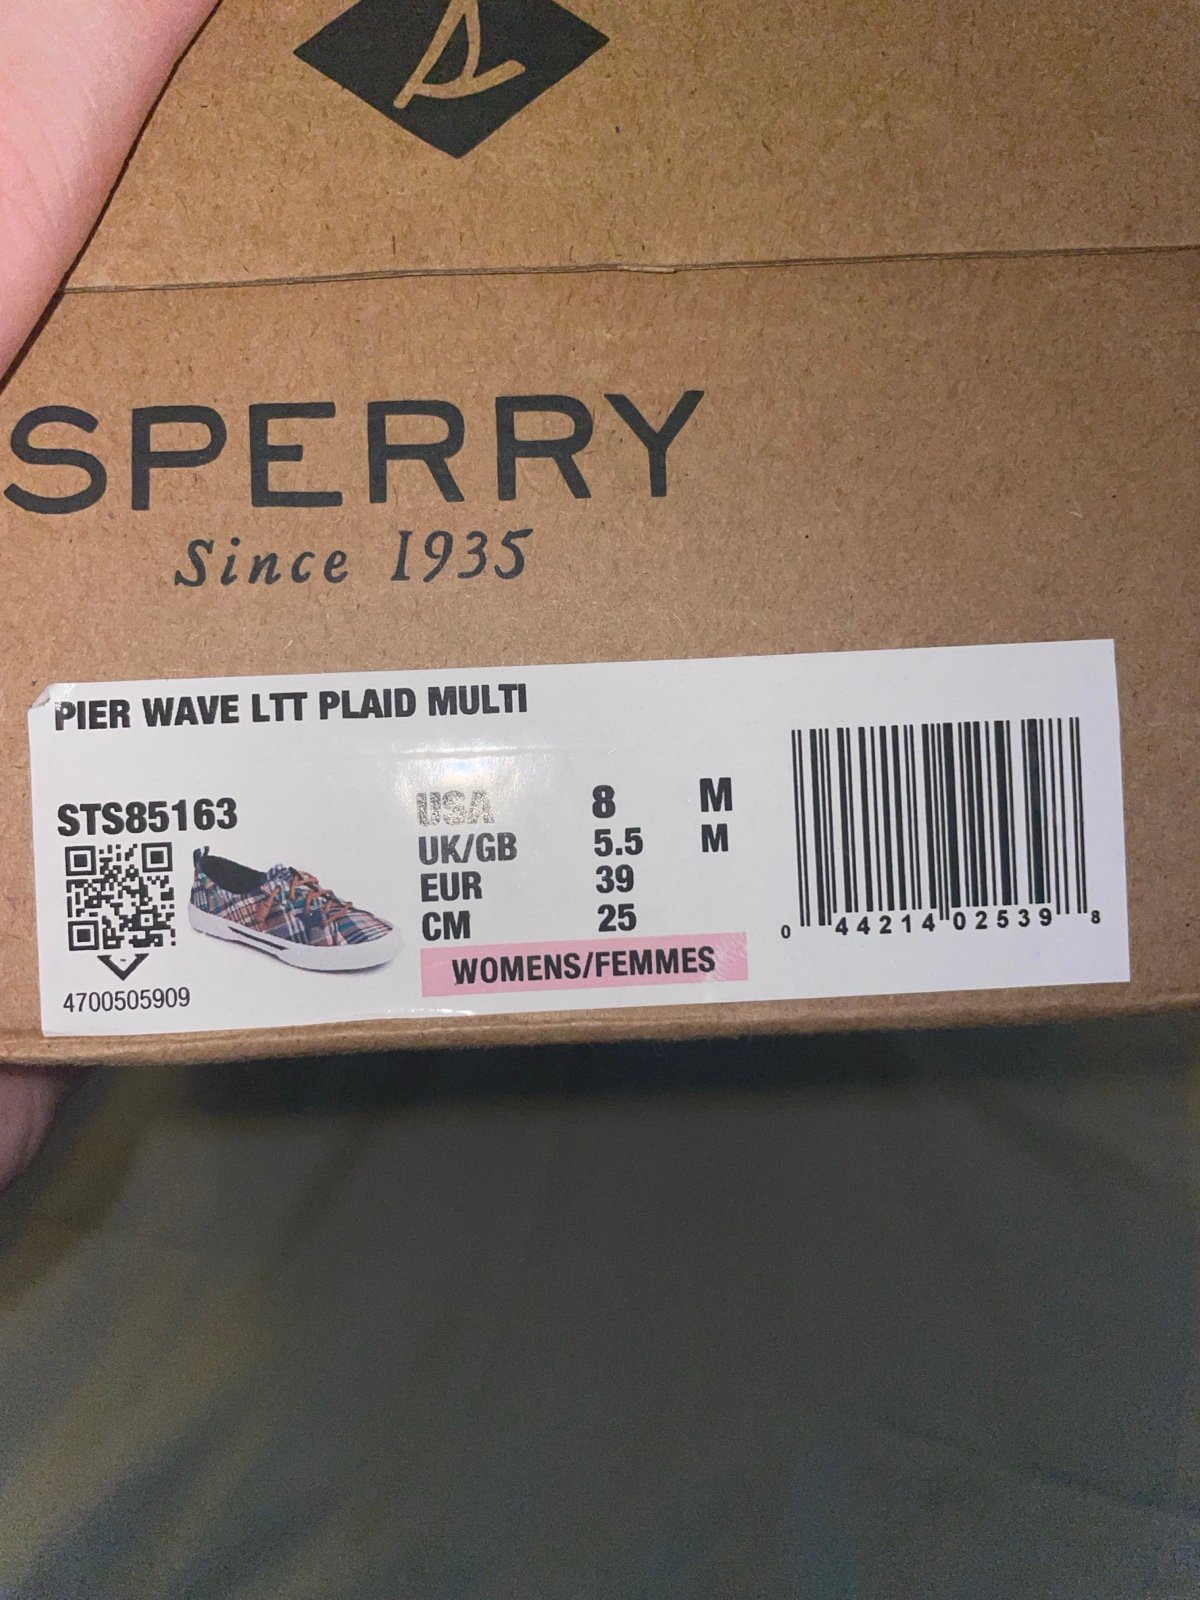 SPERRY
Since 1935
PIER WAVE LTT PLAID MULTI
STS85163
USA 8 M
UK/GB 5.5 M
EUR 39
CM 25
WOMENS/FEMMES
4700505909
0 44214 02539 8